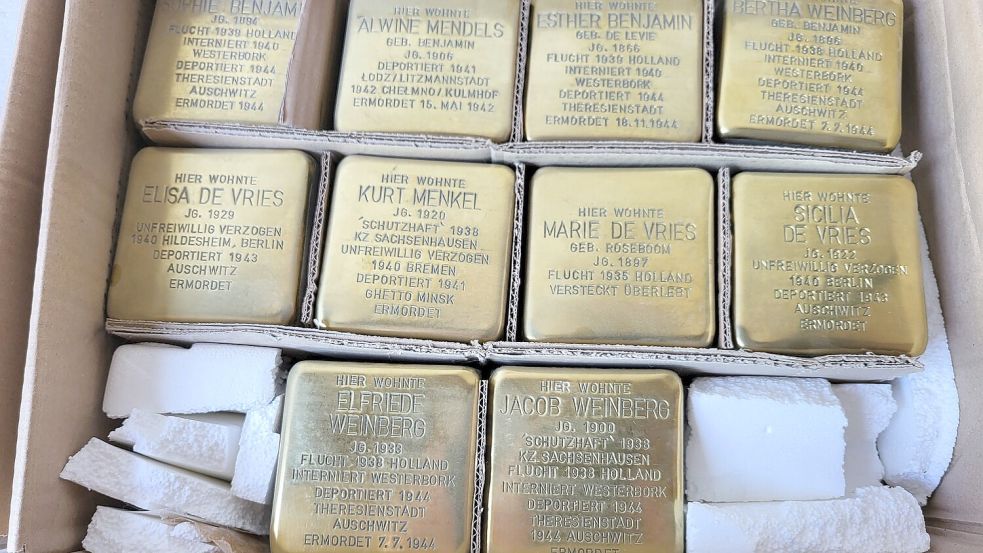 SOPHIE BENJAMIN
JG. 1894
FLUCHT 1939 HOLLAND
INTERNIERT 1940
WESTERBORK
DEPORTIERT 1944
THERESIENSTADT
AUSCHWITZ
ERMORDET 1944
HIER WOHNTE
ALWINE MENDELS
GEB. BENJAMIN
JG. 1906
DEPORTIERT 1941
ŁODZ/LITZMANNSTADT
1942 CHELMNO/KULMHOF
ERMORDET 15. MAI 1942
HIER WOHNTE
ESTHER BENJAMIN
GEB. DE LEVIE
JG. 1866
FLUCHT 1939 HOLLAND
INTERNIERT 1940
WESTERBORK
DEPORTIERT 1944
THERESIENSTADT
ERMORDET 18.11.1944
HIER WOHNTE
BERTHA WEINBERG
GEB. BENJAMIN
JG. 1896
FLUCHT 1938 HOLLAND
INTERNIERT 1940
WESTERBORK
DEPORTIERT 1944
THERESIENSTADT
AUSCHWITZ
ERMORDET 7.7.1944
HIER WOHNTE
ELISA DE VRIES
JG. 1929
UNFREIWILLIG VERZOGEN
1940 HILDESHEIM, BERLIN
DEPORTIERT 1943
AUSCHWITZ
ERMORDET
HIER WOHNTE
KURT MENKEL
JG. 1920
'SCHUTZHAFT' 1938
KZ SACHSENHAUSEN
UNFREIWILLIG VERZOGEN
1940 BREMEN
DEPORTIERT 1941
GHETTO MINSK
ERMORDET
HIER WOHNTE
MARIE DE VRIES
GEB. ROSEBOOM
JG. 1897
FLUCHT 1935 HOLLAND
VERSTECKT ÜBERLEBT
HIER WOHNTE
SICILIA
DE VRIES
JG. 1922
UNFREIWILLIG VERZOGEN
1940 BERLIN
DEPORTIERT 1943
AUSCHWITZ
ERMORDET
HIER WOHNTE
ELFRIEDE
WEINBERG
JG. 1933
FLUCHT 1938 HOLLAND
INTERNIERT WESTERBORK
DEPORTIERT 1944
THERESIENSTADT
AUSCHWITZ
ERMORDET 7.7.1944
HIER WOHNTE
JACOB WEINBERG
JG. 1900
'SCHUTZHAFT' 1938
KZ SACHSENHAUSEN
FLUCHT 1938 HOLLAND
INTERNIERT WESTERBORK
DEPORTIERT 1944
THERESIENSTADT
1944 AUSCHWITZ
ERMORDET